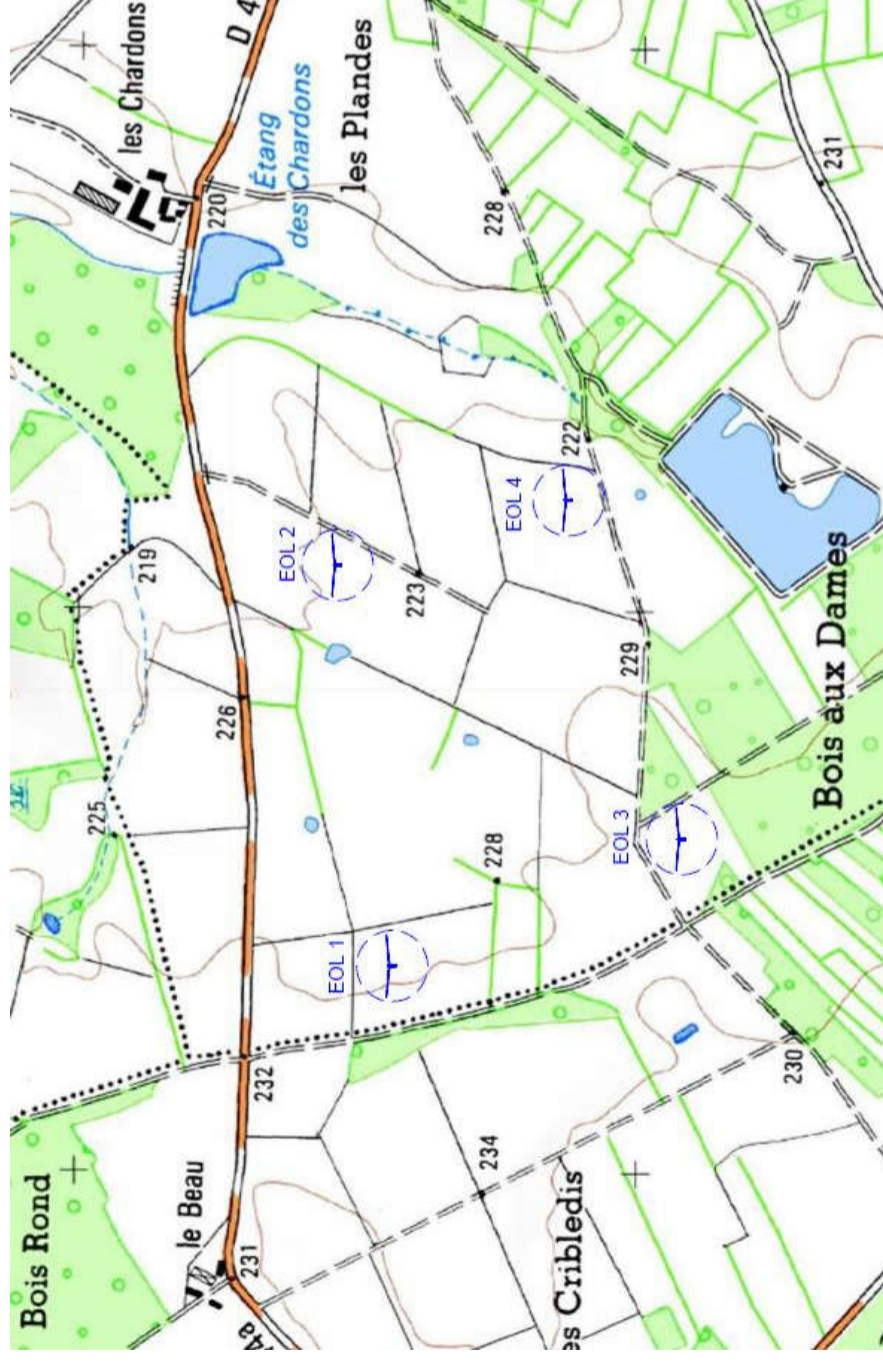 Bois Rond
le Beau
231
232
225
226
219
220
les Chardons
D 4
Étang
des Chardons
les Plandes
EOL 1
EOL 2
223
EOL 4
222
228
231
228
229
EOL 3
234
230
es Cribledis
Bois aux Dames
4a